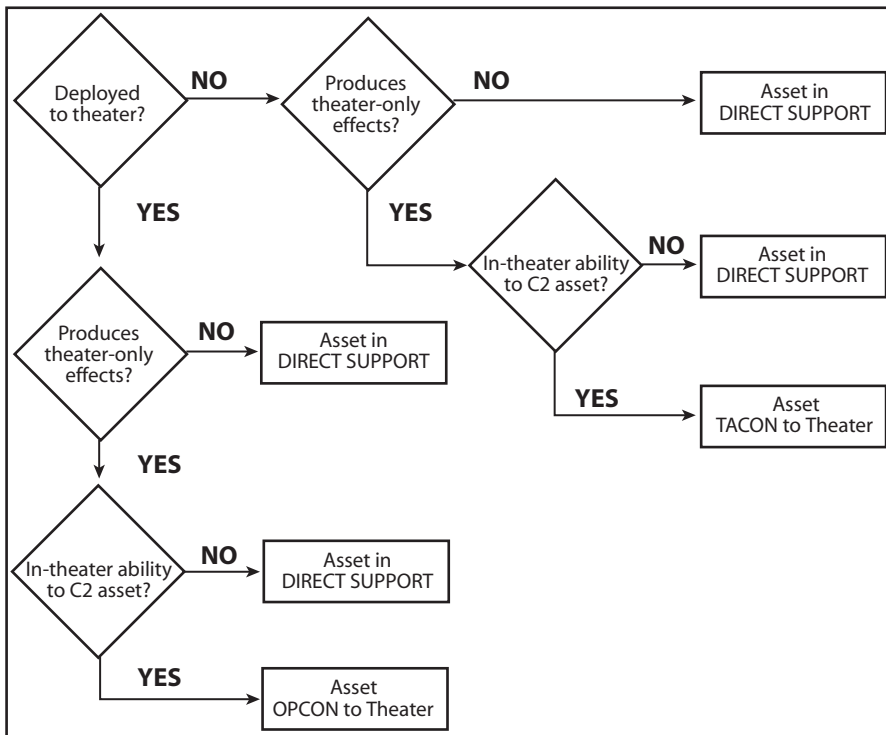 Deployed
to theater?
NO
Produces
theater-only
effects?
NO
Asset in
DIRECT SUPPORT
YES
YES
In-theater ability
to C2 asset?
NO
Asset in
DIRECT SUPPORT
Produces
theater-only
effects?
NO
Asset in
DIRECT SUPPORT
YES
Asset
TACON to Theater
YES
In-theater ability
to C2 asset?
NO
Asset in
DIRECT SUPPORT
YES
Asset
OPCON to Theater